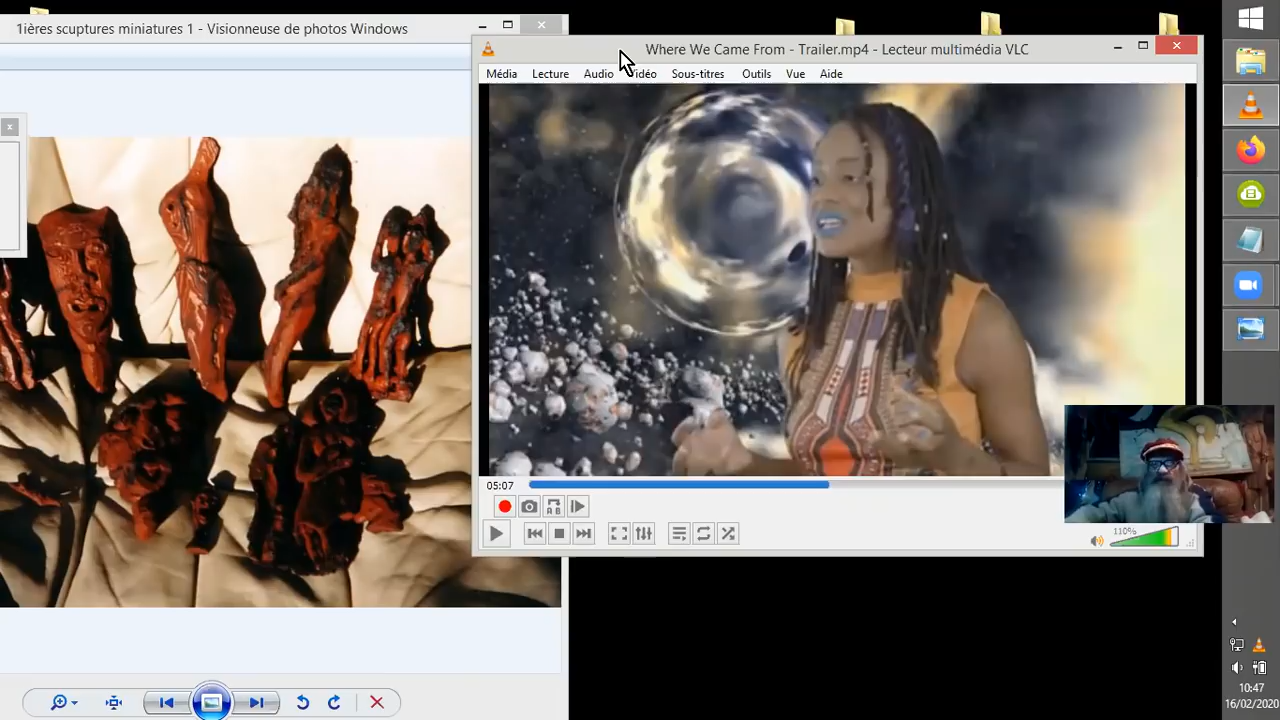 1ières scuptures miniatures 1 - Visionneuse de photos Windows
Where We Came From - Trailer.mp4 - Lecteur multimédia VLC
Média Lecture Audio Vidéo Sous-titres Outils Vue Aide
05:07
A B
110%
10:47
16/02/2020